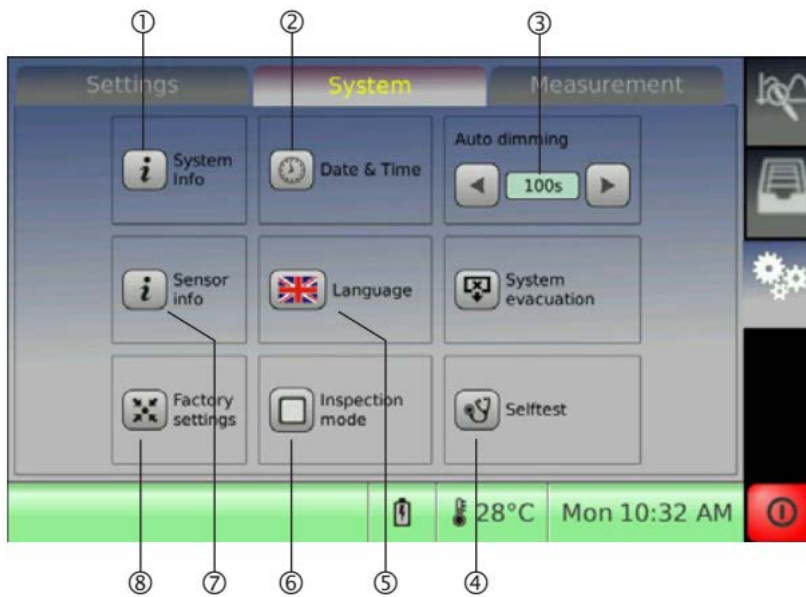 ① ② ③
Settings System Measurement
System Info
Date & Time
Auto dimming
100s
Sensor info
Language
System evacuation
Factory settings
Inspection mode
Selftest
28°C Mon 10:32 AM
⑧ ⑦ ⑥ ⑤ ④